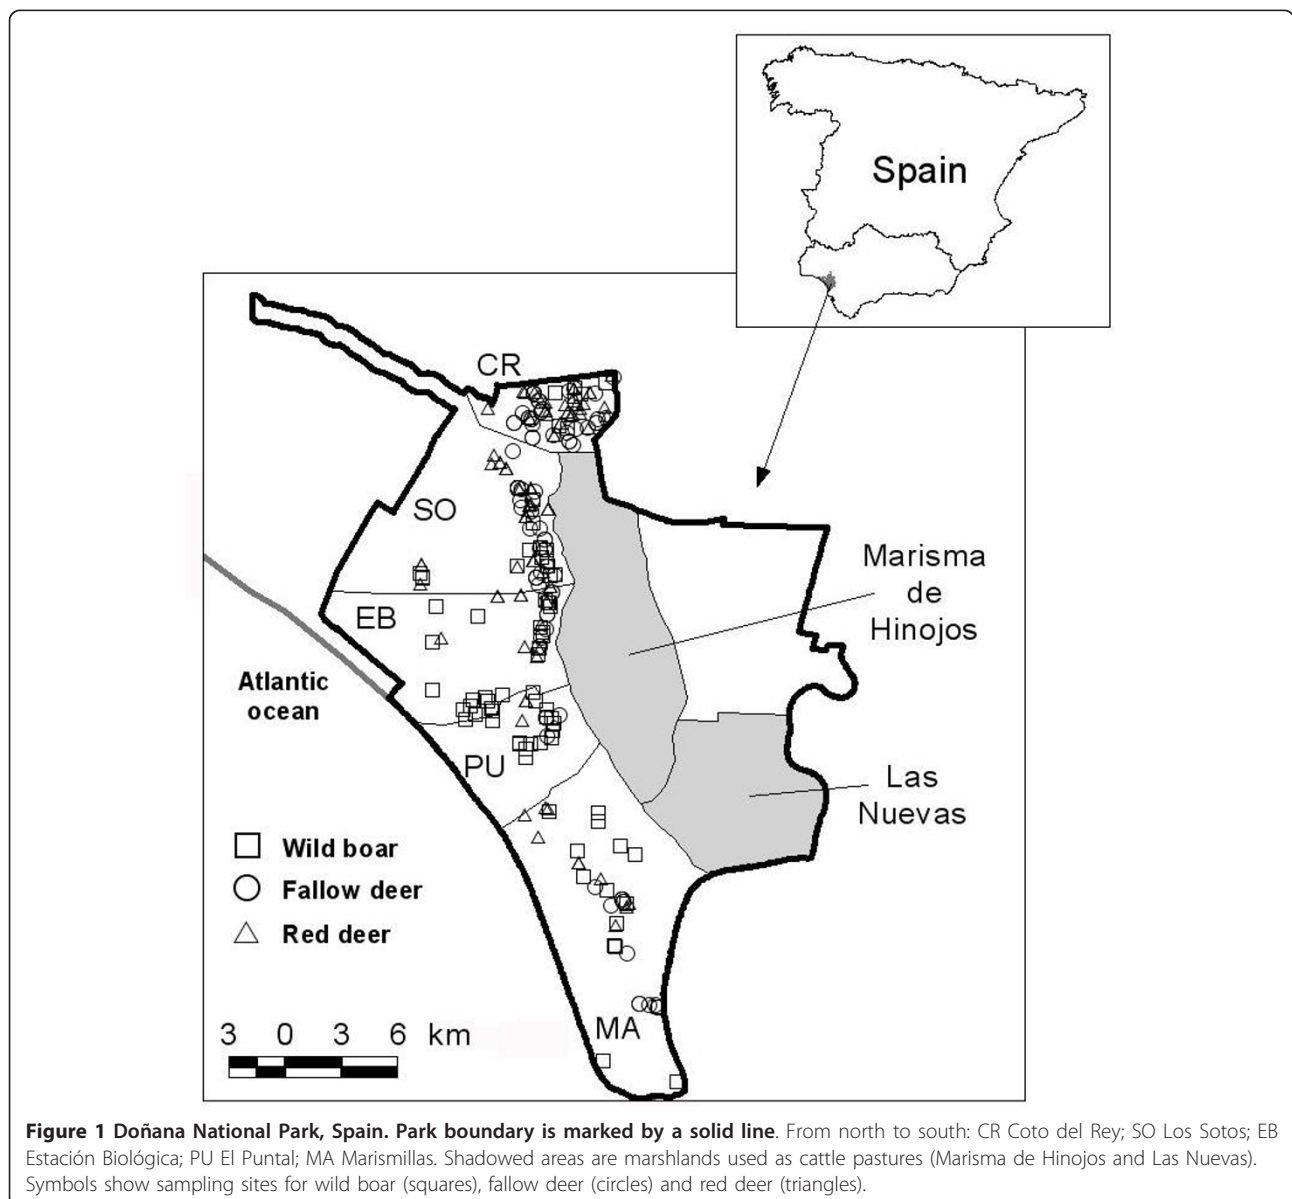 Spain
CR
SO
EB
Atlantic
ocean
PU
MA
Marisma
de
Hinojos
Las
Nuevas
Wild boar
Fallow deer
Red deer
3 0 3 6 km
Figure 1 Doñana National Park, Spain. Park boundary is marked by a solid line. From north to south: CR Coto del Rey; SO Los Sotos; EB
Estación Biológica; PU El Puntal; MA Marismillas. Shadowed areas are marshlands used as cattle pastures (Marisma de Hinojos and Las Nuevas).
Symbols show sampling sites for wild boar (squares), fallow deer (circles) and red deer (triangles).